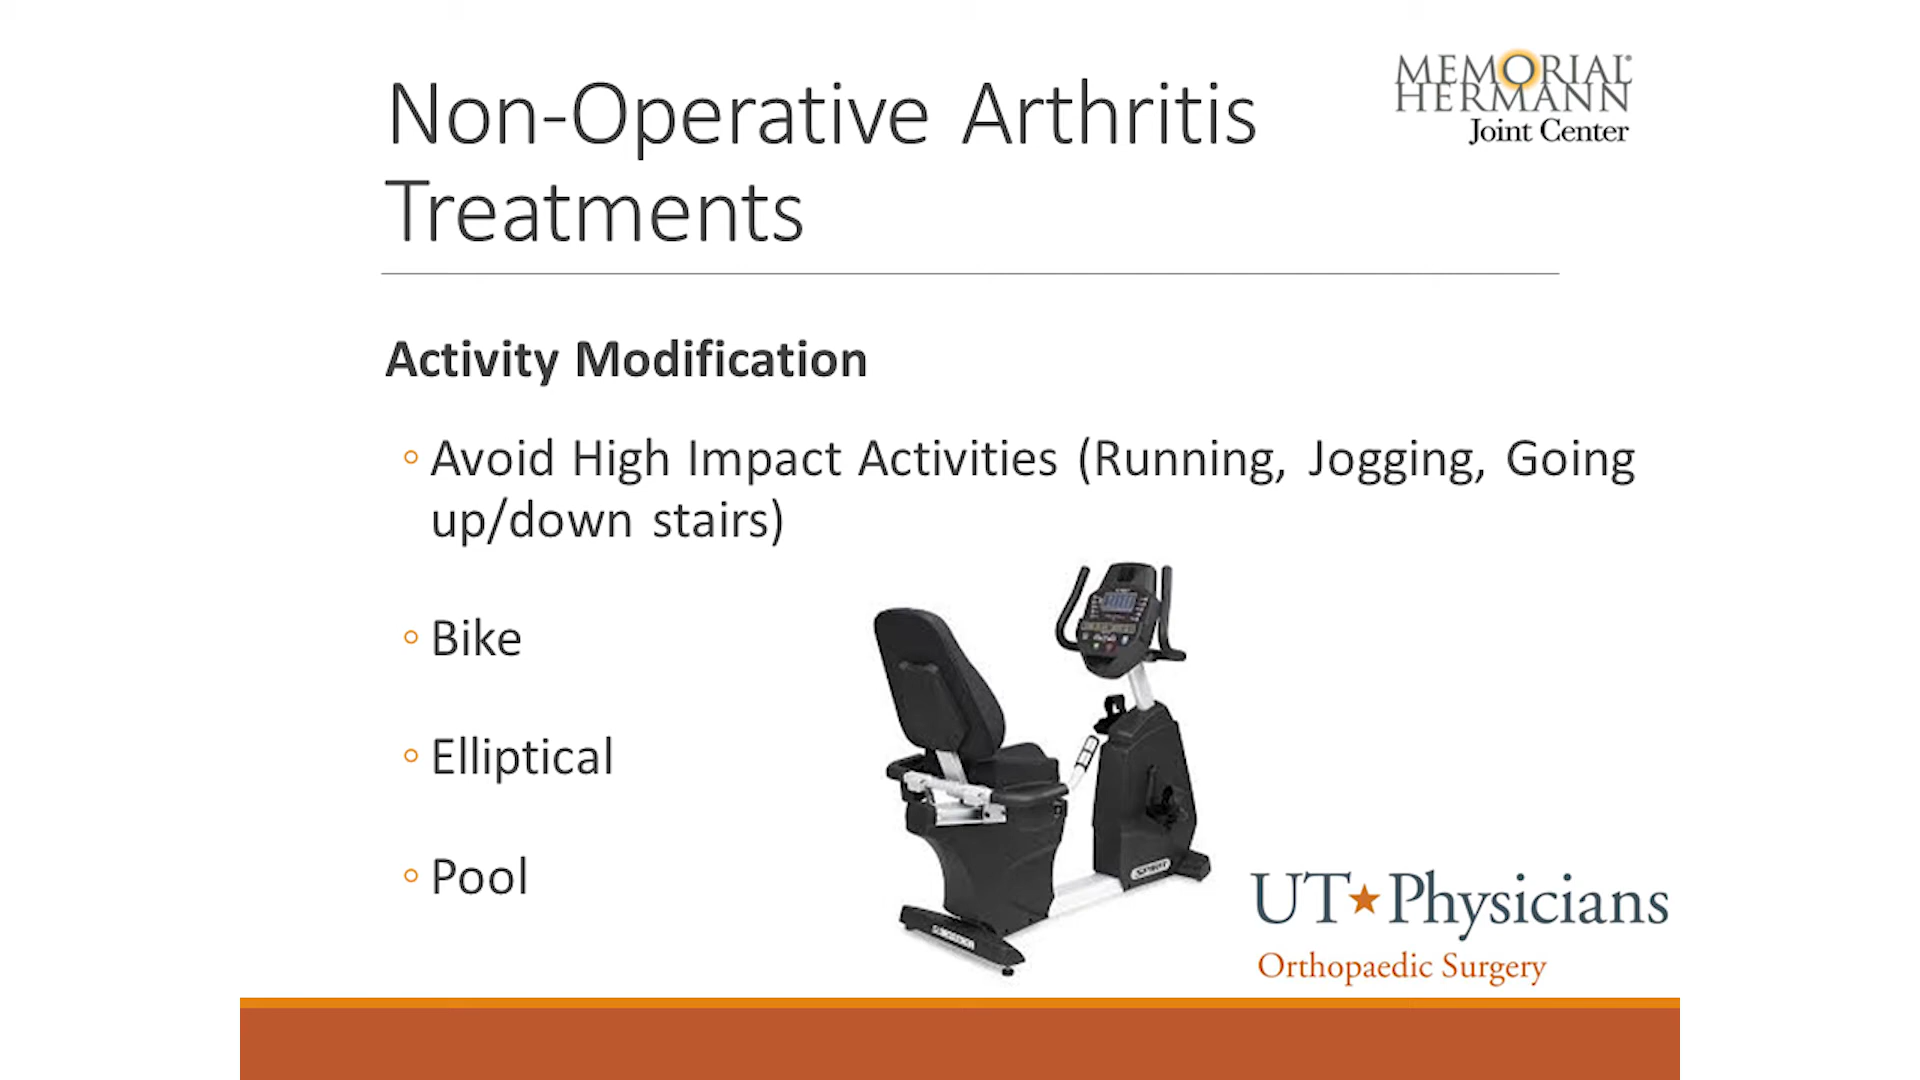 Non-Operative Arthritis
Treatments
MEMORIAL
HERMANN
Joint Center
Activity Modification
Avoid High Impact Activities (Running, Jogging, Going
up/down stairs)
Bike
Elliptical
Pool
UT Physicians
Orthopaedic Surgery